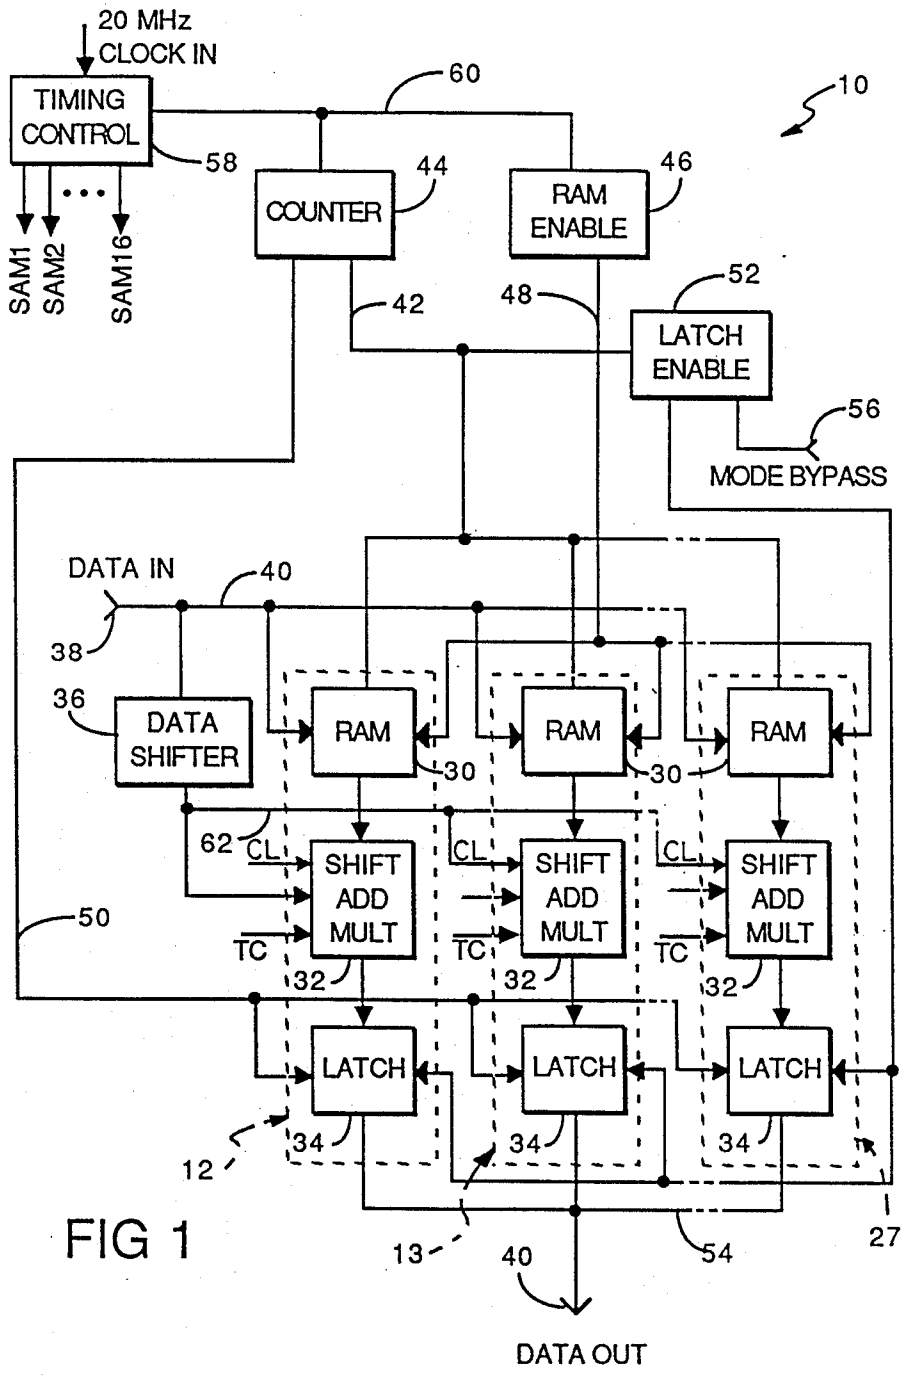 20 MHz
CLOCK IN
60
10
TIMING
CONTROL
58
44
46
COUNTER
RAM
ENABLE
SAM1
SAM2
SAM16
42
48
52
LATCH
ENABLE
56
MODE BYPASS
DATA IN
40
38
36
DATA
SHIFTER
RAM
RAM
RAM
30
30
62
CL
CL
CL
SHIFT
ADD
MULT
SHIFT
ADD
MULT
SHIFT
ADD
MULT
50
TC
TC
TC
32
32
32
LATCH
LATCH
LATCH
34
34
34
12
13
27
FIG 1
54
40
DATA OUT